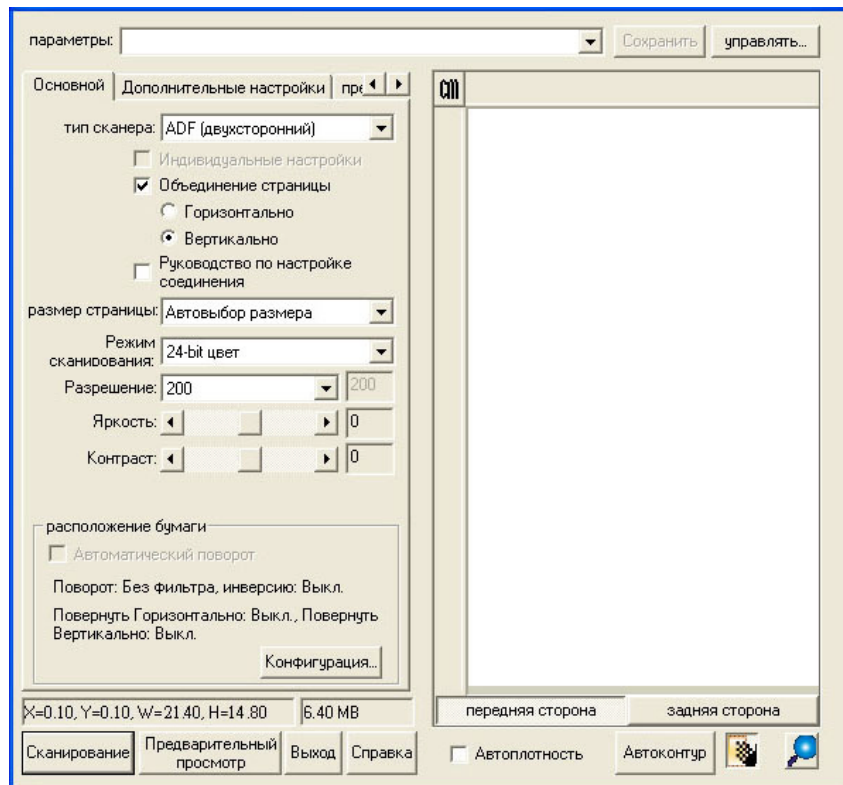 параметры:
Сохранить
управлять...
Основной
Дополнительные настройки
пре
тип сканера: ADF (двухсторонний)
Индивидуальные настройки
Объединение страницы
Горизонтально
Вертикально
Руководство по настройке
соединения
размер страницы: Автовыбор размера
Режим
сканирования: 24-bit цвет
Разрешение: 200 200
Яркость: 0
Контраст: 0
расположение бумаги
Автоматический поворот
Поворот: Без фильтра, инверсию: Выкл.
Повернуть Горизонтально: Выкл., Повернуть
Вертикально: Выкл.
Конфигурация...
X=0.10, Y=0.10, W=21.40, H=14.80 6.40 MB
Сканирование
Предварительный
просмотр
Выход
Справка
cm
передняя сторона
задняя сторона
Автоплотность
Автоконтур